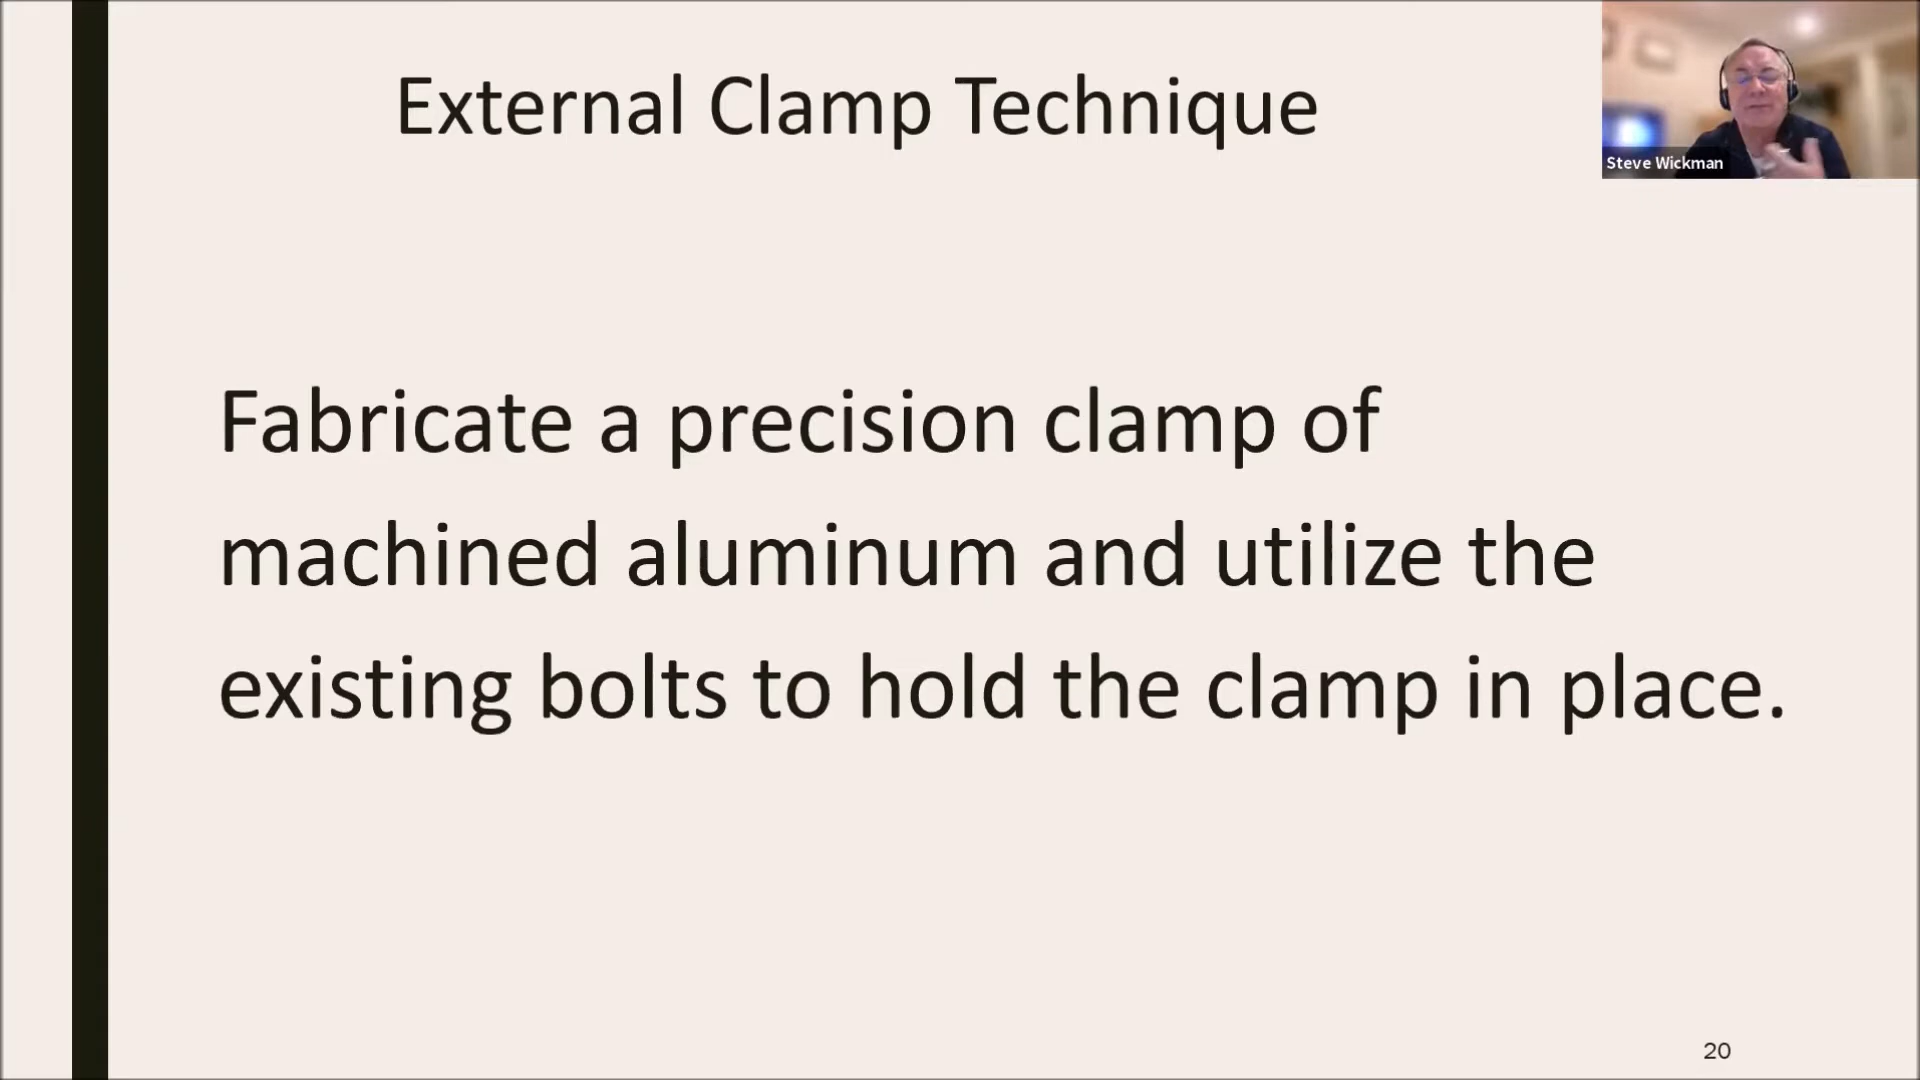 External Clamp Technique
Steve Wickman
Fabricate a precision clamp of
machined aluminum and utilize the
existing bolts to hold the clamp in place.
20